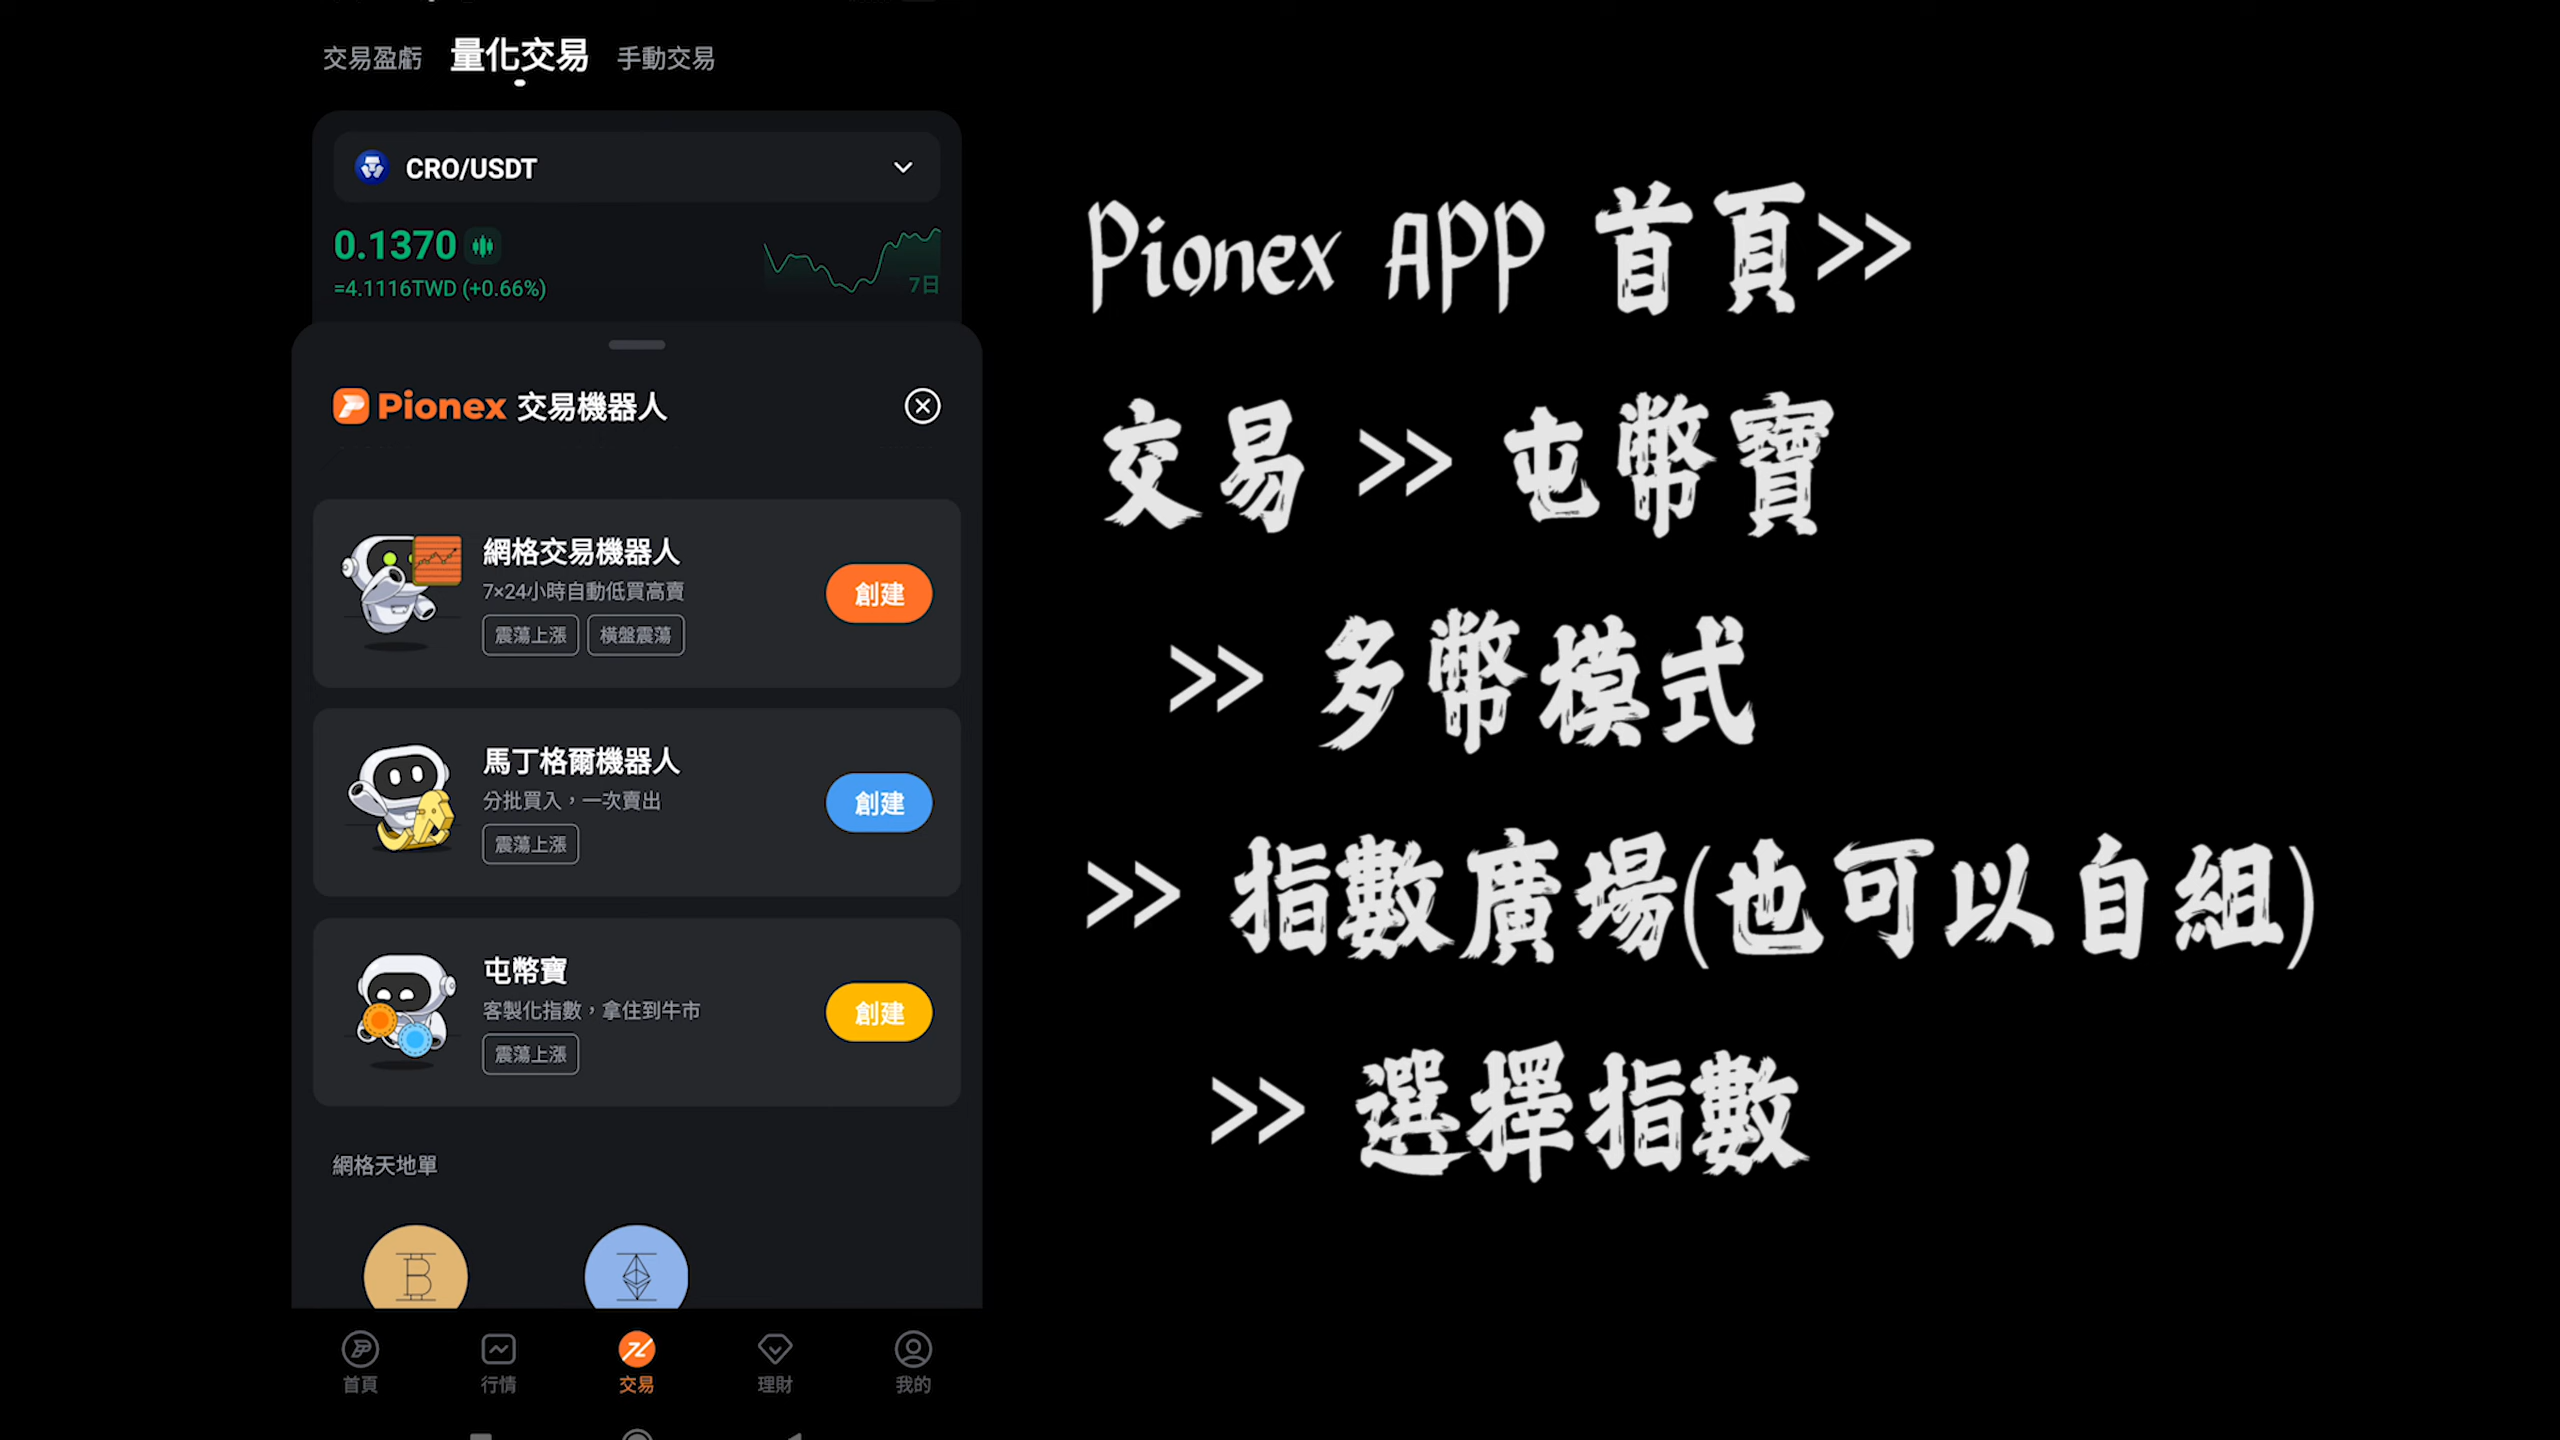 交易盈虧 量化交易 手動交易
CRO/USDT
0.1370
=4.1116TWD (+0.66%)
7日
Pionex 交易機器人
網格交易機器人
7×24小時自動低買高賣
震蕩上漲 橫盤震蕩
創建
馬丁格爾機器人
分批買入，一次賣出
震蕩上漲
創建
屯幣寶
客製化指數，拿住到牛市
震蕩上漲
創建
網格天地單
首頁 行情 交易 理財 我的
Pionex APP 首頁>>
交易 >> 屯幣寶
>> 多幣模式
>> 指數廣場(也可以自組)
>> 選擇指數